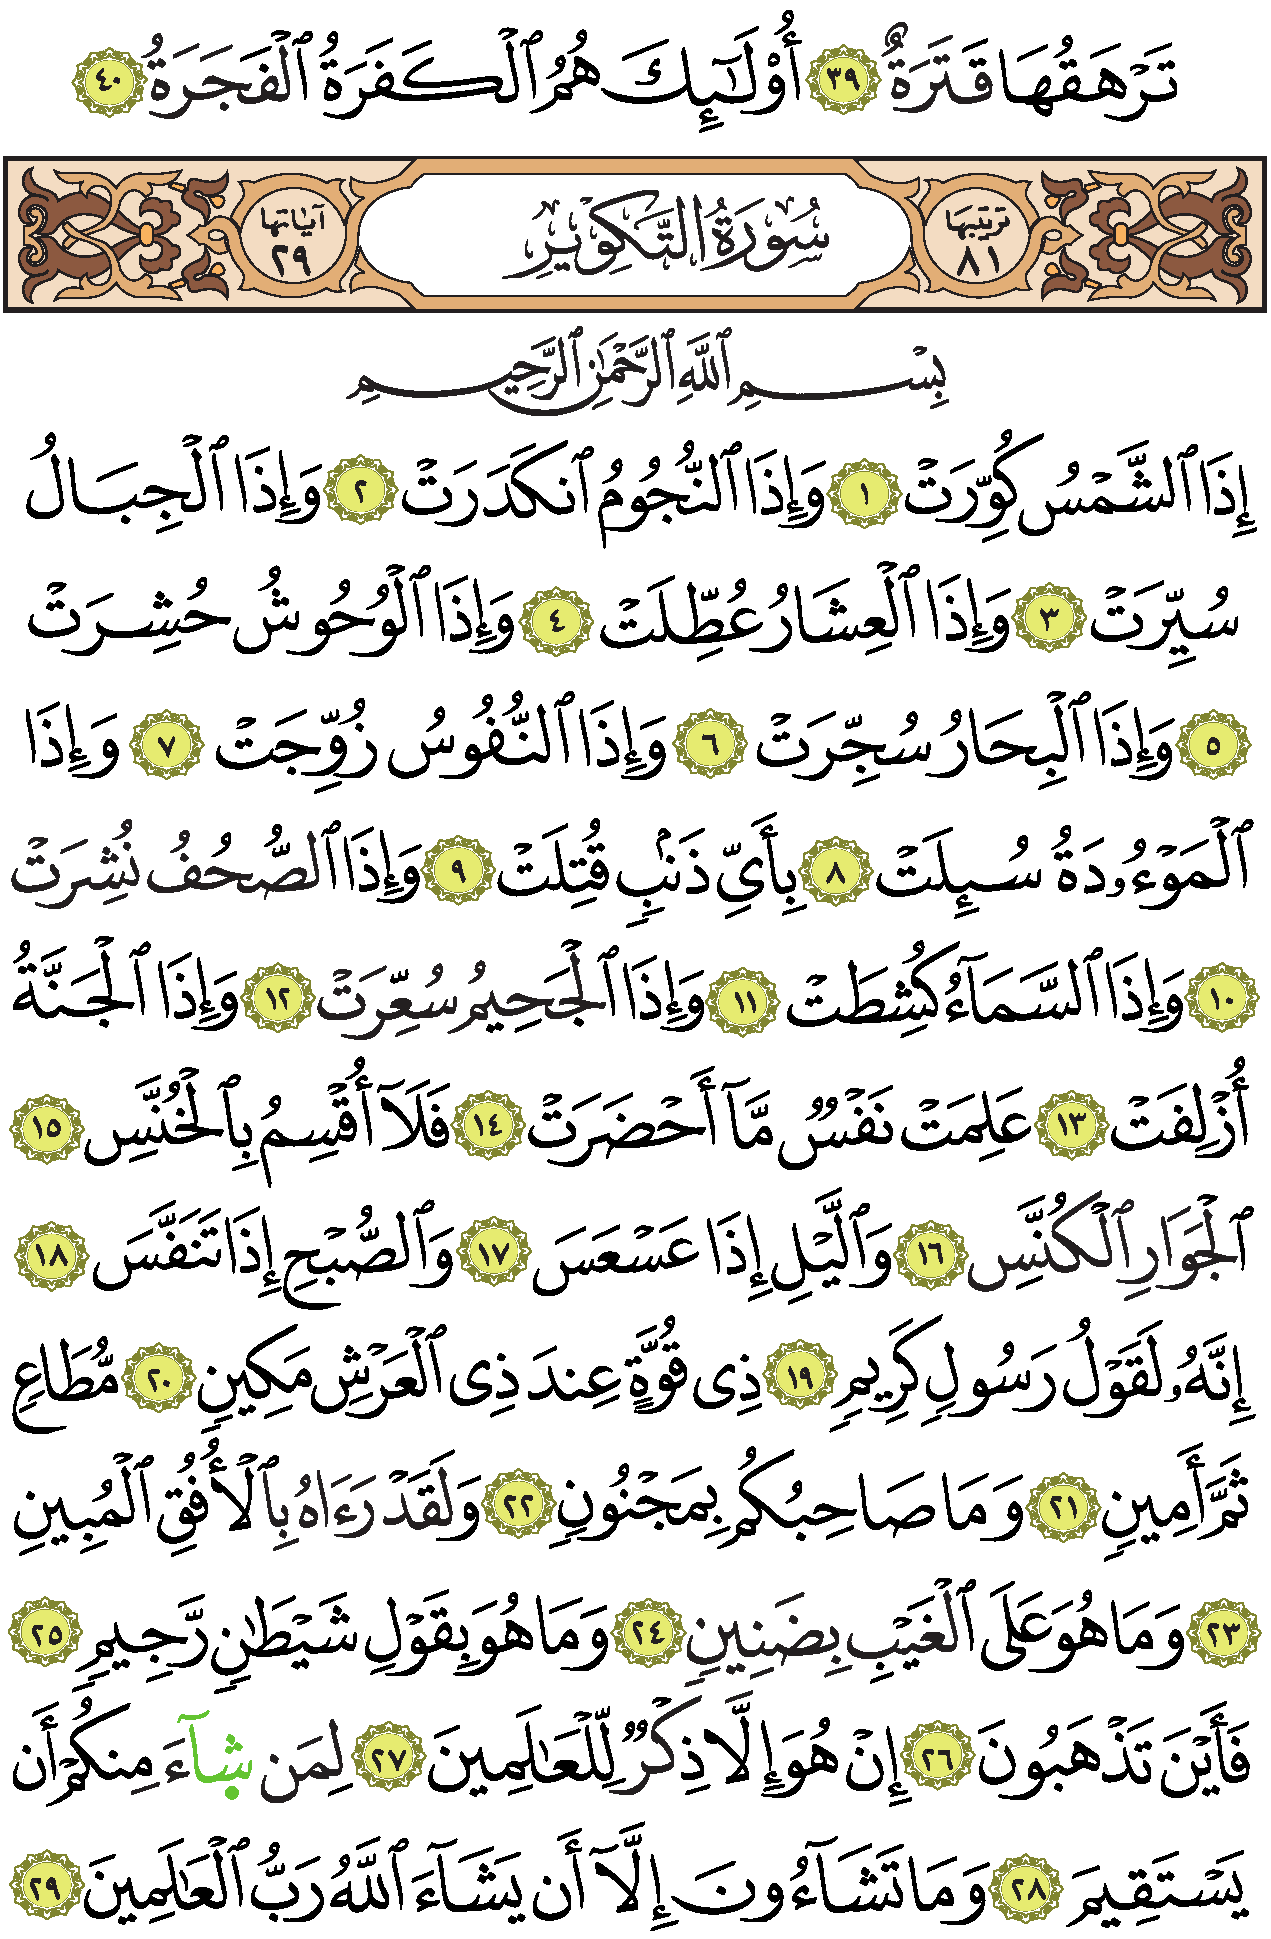 تَرْهَقُهَا قَتَرَةٌ ٣٩ أُوْلَٰٓئِكَ هُمُ ٱلْكَفَرَةُ ٱلْفَجَرَةُ ٤٠
ترتيبها ٨١ سُورَةُ التَّكْوِيرِ آياتها ٢٩
بِسْمِ ٱللَّهِ ٱلرَّحْمَٰنِ ٱلرَّحِيمِ
إِذَا ٱلشَّمْسُ كُوِّرَتْ ١ وَإِذَا ٱلنُّجُومُ ٱنكَدَرَتْ ٢ وَإِذَا ٱلْجِبَالُ
سُيِّرَتْ ٣ وَإِذَا ٱلْعِشَارُ عُطِّلَتْ ٤ وَإِذَا ٱلْوُحُوشُ حُشِرَتْ
٥ وَإِذَا ٱلْبِحَارُ سُجِّرَتْ ٦ وَإِذَا ٱلنُّفُوسُ زُوِّجَتْ ٧ وَإِذَا
ٱلْمَوْءُۥدَةُ سُئِلَتْ ٨ بِأَىِّ ذَنۢبٍ قُتِلَتْ ٩ وَإِذَا ٱلصُّحُفُ نُشِرَتْ
١٠ وَإِذَا ٱلسَّمَآءُ كُشِطَتْ ١١ وَإِذَا ٱلْجَحِيمُ سُعِّرَتْ ١٢ وَإِذَا ٱلْجَنَّةُ
أُزْلِفَتْ ١٣ عَلِمَتْ نَفْسٌ مَّآ أَحْضَرَتْ ١٤ فَلَآ أُقْسِمُ بِٱلْخُنَّسِ ١٥
ٱلْجَوَارِ ٱلْكُنَّسِ ١٦ وَٱلَّيْلِ إِذَا عَسْعَسَ ١٧ وَٱلصُّبْحِ إِذَا تَنَفَّسَ ١٨
إِنَّهُۥ لَقَوْلُ رَسُولٍ كَرِيمٍ ١٩ ذِى قُوَّةٍ عِندَ ذِى ٱلْعَرْشِ مَكِينٍ ٢٠ مُّطَاعٍ
ثَمَّ أَمِينٍ ٢١ وَمَا صَاحِبُكُم بِمَجْنُونٍ ٢٢ وَلَقَدْ رَءَاهُ بِٱلْأُفُقِ ٱلْمُبِينِ
٢٣ وَمَا هُوَ عَلَى ٱلْغَيْبِ بِضَنِينٍ ٢٤ وَمَا هُوَ بِقَوْلِ شَيْطَٰنٍ رَّجِيمٍ ٢٥
فَأَيْنَ تَذْهَبُونَ ٢٦ إِنْ هُوَ إِلَّا ذِكْرٌ لِّلْعَٰلَمِينَ ٢٧ لِمَن شَآءَ مِنكُمْ أَن
يَسْتَقِيمَ ٢٨ وَمَا تَشَآءُونَ إِلَّآ أَن يَشَآءَ ٱللَّهُ رَبُّ ٱلْعَٰلَمِينَ ٢٩